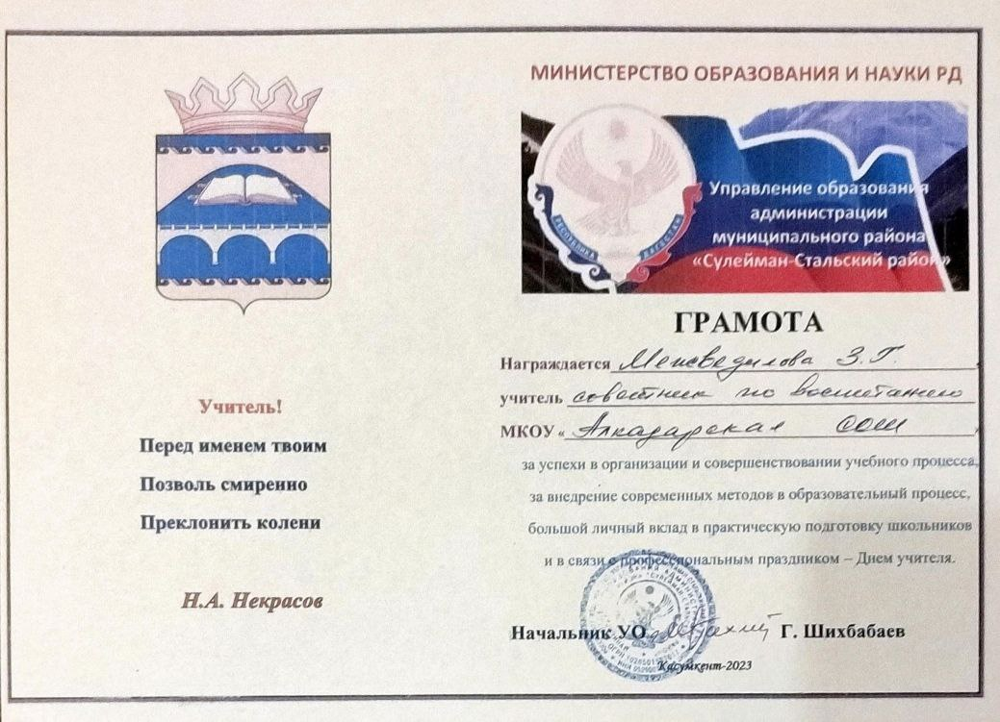 Учитель!
Перед именем твоим
Позволь смиренно
Преклонить колени
Н.А. Некрасов
МИНИСТЕРСТВО ОБРАЗОВАНИЯ И НАУКИ РД
РЕСПУБЛИКА ДАГЕСТАН
Управление образования
администрации
муниципального района
«Сулейман-Стальский район»
ГРАМОТА
Награждается З.Г.
учитель советник по воспитанию
МКОУ « Алкадарская СОШ
за успехи в организации и совершенствовании учебного процесса,
за внедрение современных методов в образовательный процесс,
большой личный вклад в практическую подготовку школьников
и в связи с профессиональным праздником – Днем учителя.
Начальник УО Г. Шихбабаев
Касумкент-2023